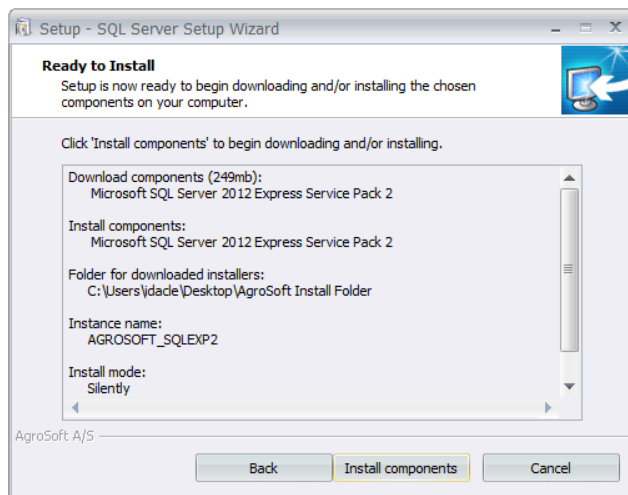 Setup - SQL Server Setup Wizard
Ready to Install
Setup is now ready to begin downloading and/or installing the chosen
components on your computer.
Click 'Install components' to begin downloading and/or installing.
Download components (249mb):
Microsoft SQL Server 2012 Express Service Pack 2
Install components:
Microsoft SQL Server 2012 Express Service Pack 2
Folder for downloaded installers:
C:\Users\idacle\Desktop\AgroSoft Install Folder
Instance name:
AGROSOFT_SQLEXP2
Install mode:
Silently
AgroSoft A/S
Back Install components Cancel